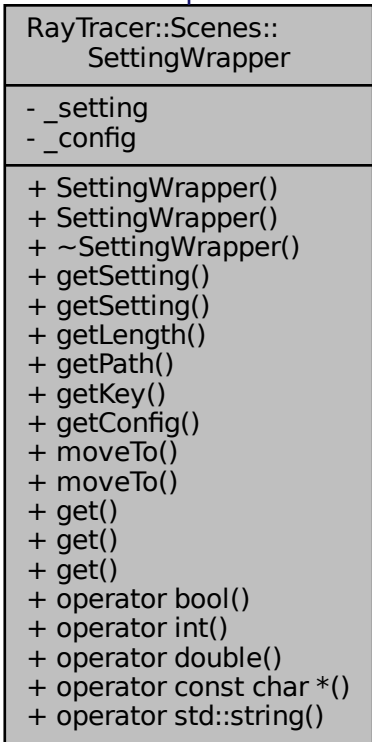 RayTracer::Scenes::
SettingWrapper
- _setting
- _config
+ SettingWrapper()
+ SettingWrapper()
+ ~SettingWrapper()
+ getSetting()
+ getSetting()
+ getLength()
+ getPath()
+ getKey()
+ getConfig()
+ moveTo()
+ moveTo()
+ get()
+ get()
+ get()
+ operator bool()
+ operator int()
+ operator double()
+ operator const char *()
+ operator std::string()